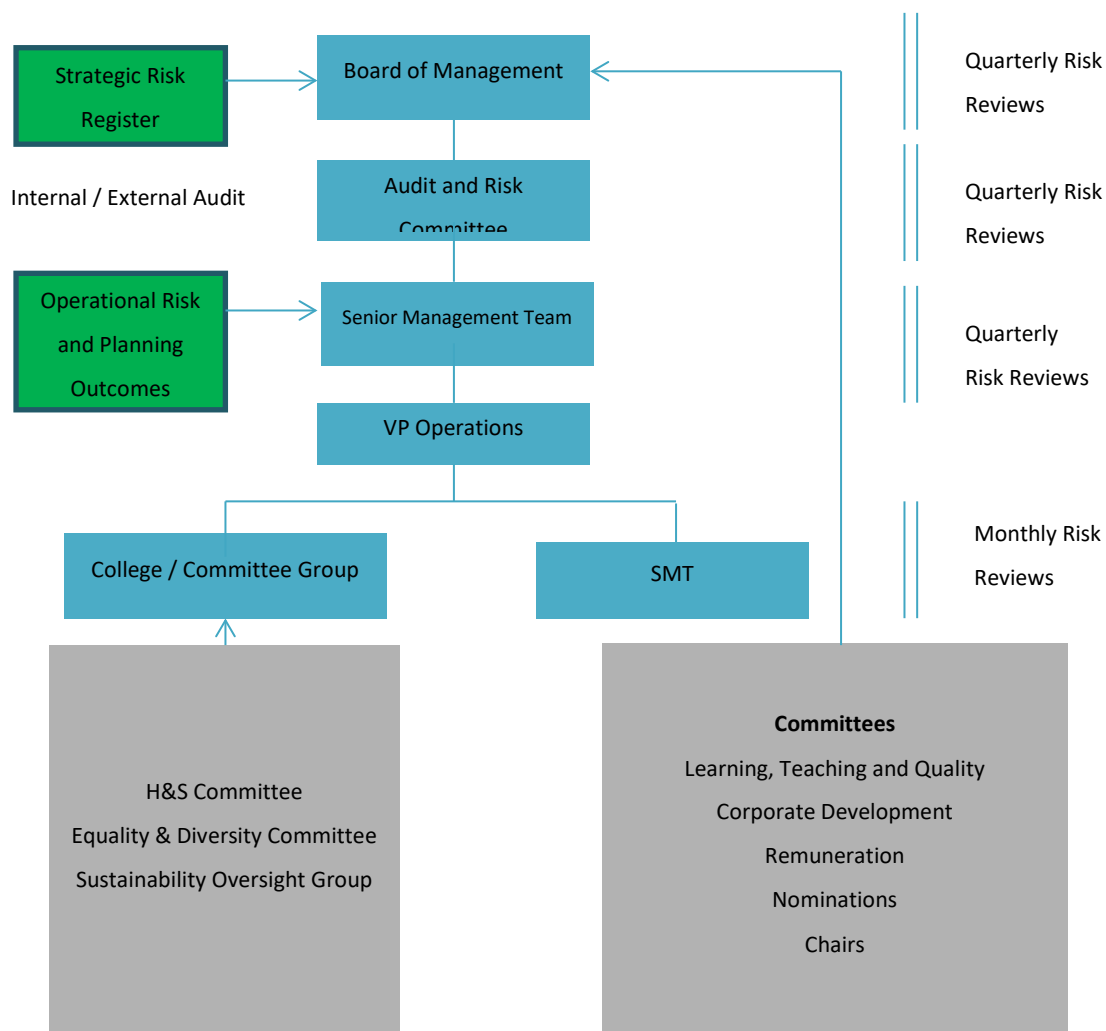 Strategic Risk
Register
Board of Management
Quarterly Risk
Reviews
Internal / External Audit
Audit and Risk
Committee
Quarterly Risk
Reviews
Operational Risk
and Planning
Outcomes
Senior Management Team
Quarterly
Risk Reviews
VP Operations
College / Committee Group
SMT
Monthly Risk
Reviews
H&S Committee
Equality & Diversity Committee
Sustainability Oversight Group
Committees
Learning, Teaching and Quality
Corporate Development
Remuneration
Nominations
Chairs